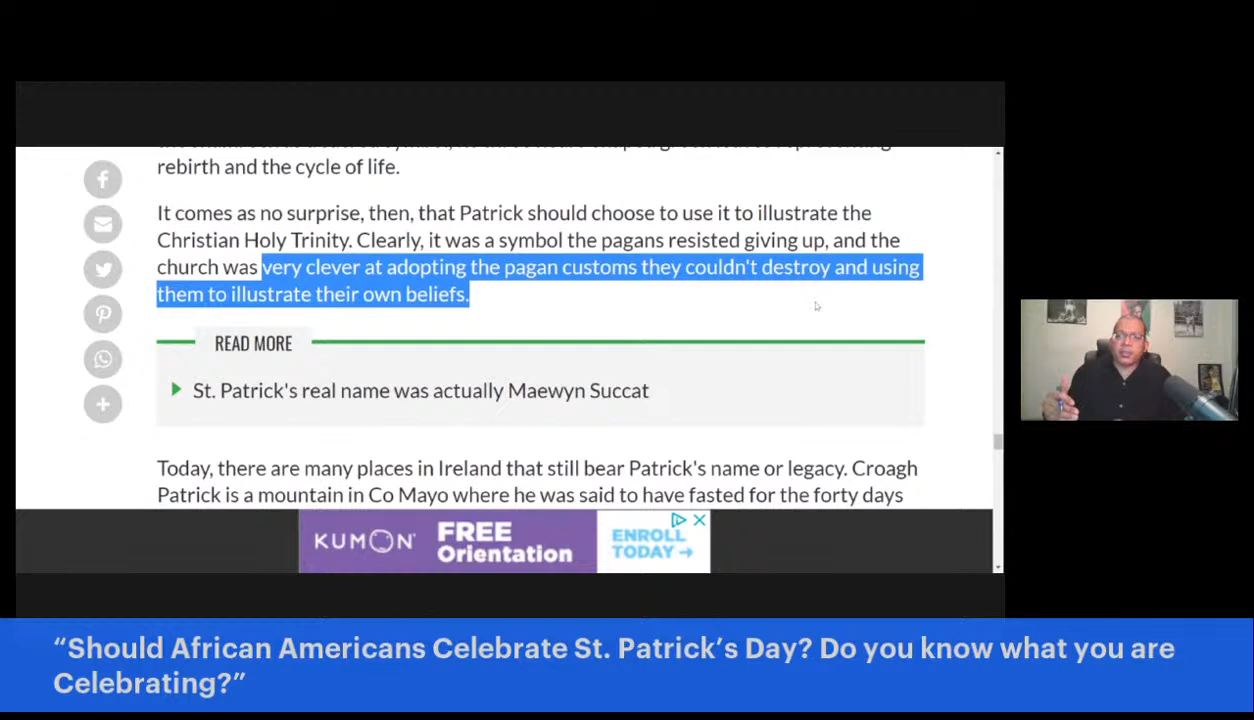 rebirth and the cycle of life.
It comes as no surprise, then, that Patrick should choose to use it to illustrate the
Christian Holy Trinity. Clearly, it was a symbol the pagans resisted giving up, and the
church was very clever at adopting the pagan customs they couldn't destroy and using
them to illustrate their own beliefs.
READ MORE
St. Patrick's real name was actually Maewyn Succat
Today, there are many places in Ireland that still bear Patrick's name or legacy. Croagh
Patrick is a mountain in Co Mayo where he was said to have fasted for the forty days
KUMON
FREE
Orientation
ENROLL
TODAY →
“Should African Americans Celebrate St. Patrick’s Day? Do you know what you are
Celebrating?”